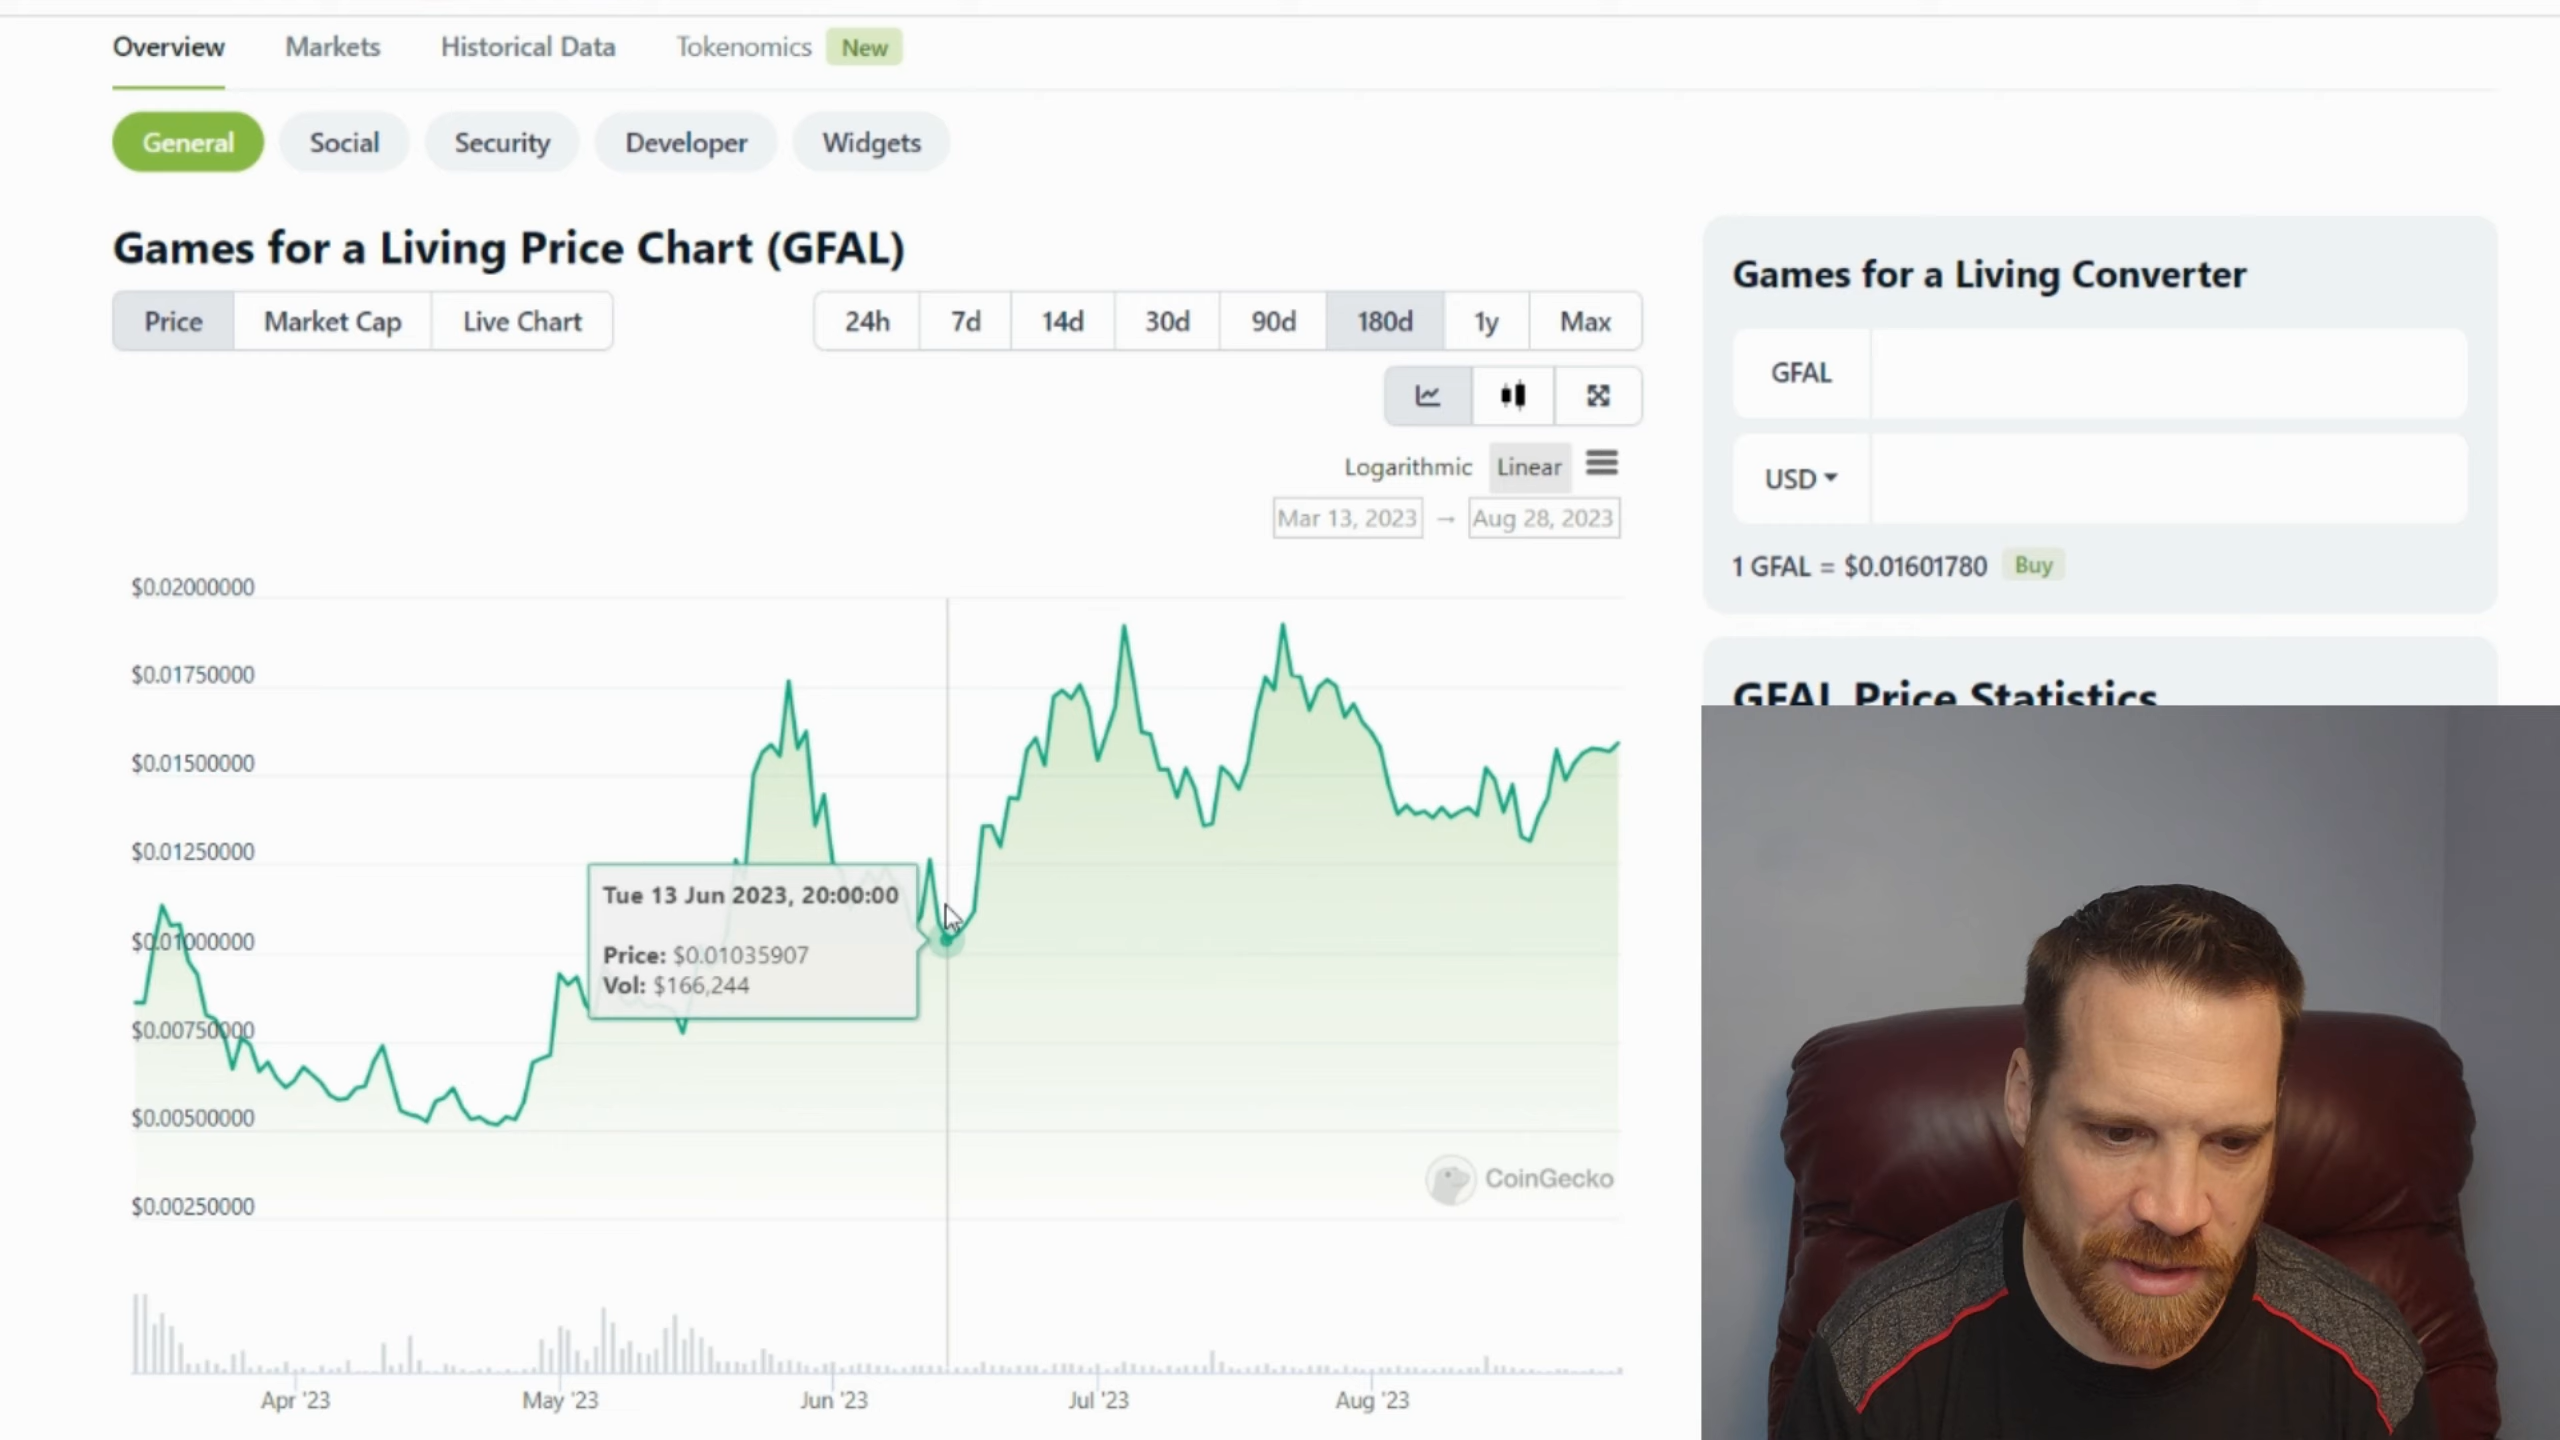 Overview Markets Historical Data Tokenomics New
General Social Security Developer Widgets
Games for a Living Price Chart (GFAL)
Price Market Cap Live Chart
24h 7d 14d 30d 90d 180d 1y Max
Logarithmic Linear
Mar 13, 2023 → Aug 28, 2023
$0.02000000
$0.01750000
$0.01500000
$0.01250000
$0.01000000
$0.00750000
$0.00500000
$0.00250000
Tue 13 Jun 2023, 20:00:00
Price: $0.01035907
Vol: $166,244
CoinGecko
Apr '23 May '23 Jun '23 Jul '23 Aug '23
Games for a Living Converter
GFAL
USD
1 GFAL = $0.01601780 Buy
GFAL Price Statistics